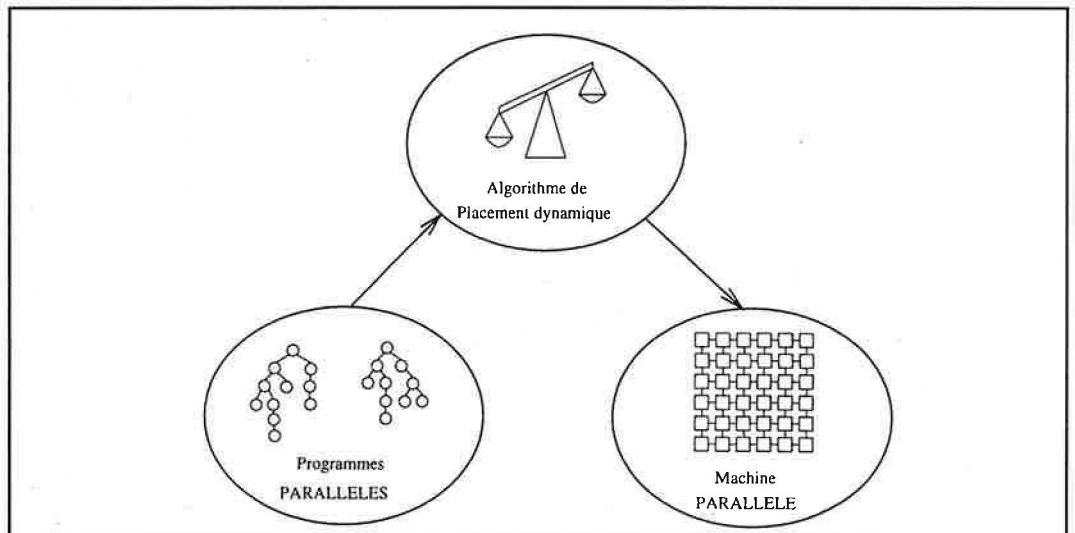 Algorithme de
Placement dynamique
Programmes
PARALLELES
Machine
PARALLELE